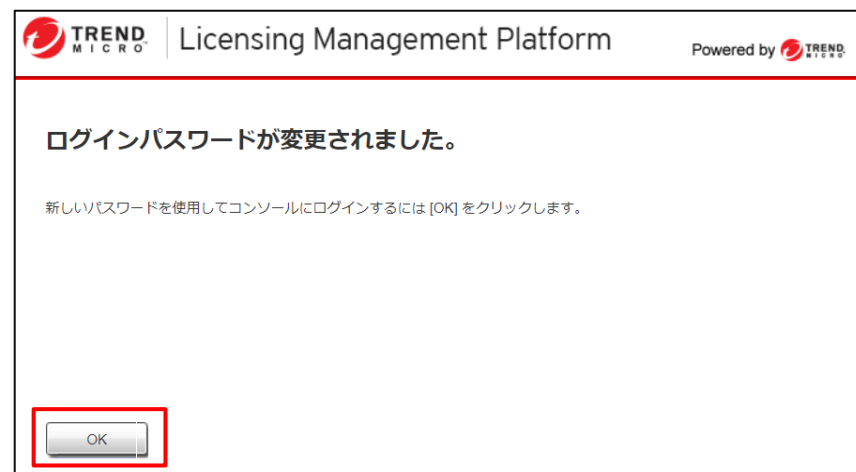 TREND MICRO Licensing Management Platform Powered by TREND MICRO
ログインパスワードが変更されました。
新しいパスワードを使用してコンソールにログインするには [OK] をクリックします。
OK